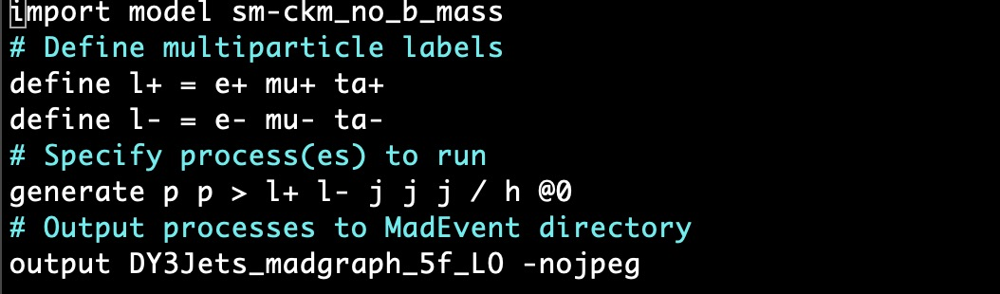 import model sm-ckm_no_b_mass
# Define multiparticle labels
define l+ = e+ mu+ ta+
define l- = e- mu- ta-
# Specify process(es) to run
generate p p > l+ l- j j j / h @0
# Output processes to MadEvent directory
output DY3Jets_madgraph_5f_LO -nojpeg